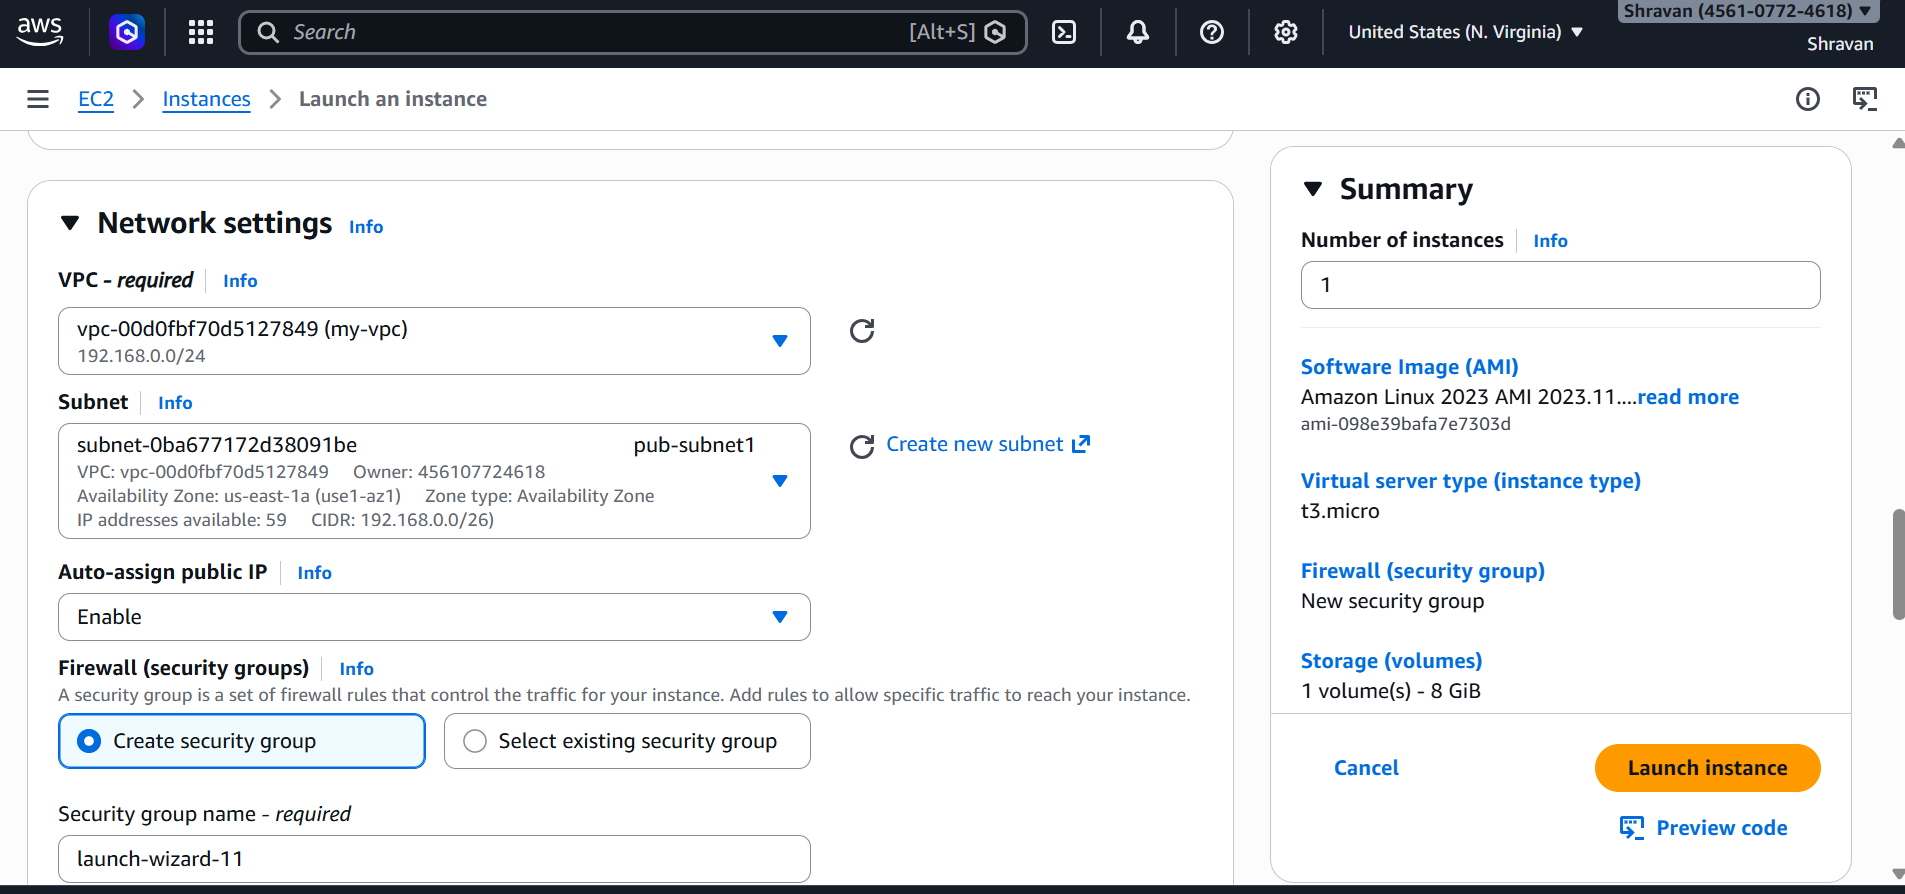 aws
Search
[Alt+S]
United States (N. Virginia)
Shravan (4561-0772-4618)
Shravan
EC2
Instances
Launch an instance
Network settings Info
VPC - required Info
vpc-00d0fbf70d5127849 (my-vpc)
192.168.0.0/24
Subnet Info
subnet-0ba677172d38091be pub-subnet1
VPC: vpc-00d0fbf70d5127849 Owner: 456107724618
Availability Zone: us-east-1a (use1-az1) Zone type: Availability Zone
IP addresses available: 59 CIDR: 192.168.0.0/26)
Create new subnet
Auto-assign public IP Info
Enable
Firewall (security groups) Info
A security group is a set of firewall rules that control the traffic for your instance. Add rules to allow specific traffic to reach your instance.
Create security group
Select existing security group
Security group name - required
launch-wizard-11
Summary
Number of instances Info
1
Software Image (AMI)
Amazon Linux 2023 AMI 2023.11....read more
ami-098e39bafa7e7303d
Virtual server type (instance type)
t3.micro
Firewall (security group)
New security group
Storage (volumes)
1 volume(s) - 8 GiB
Cancel
Launch instance
Preview code